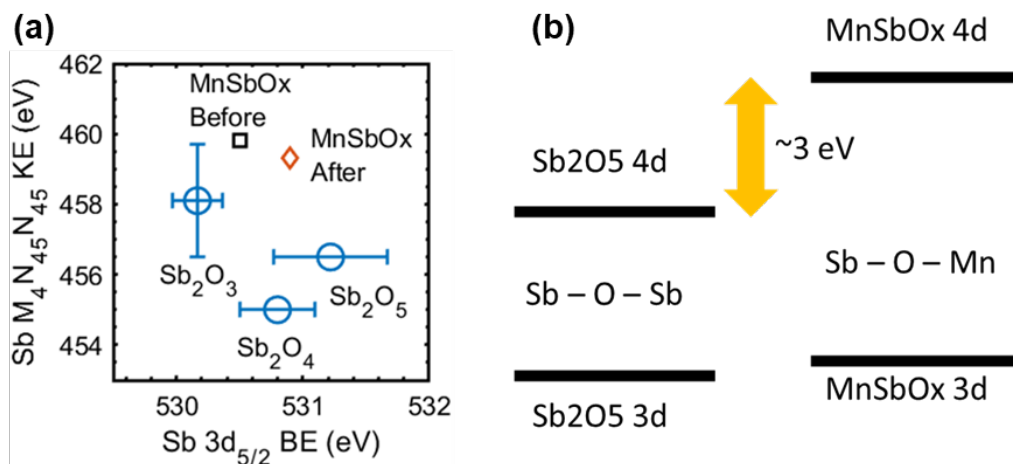 (a)
Sb M4N45N45 KE (eV)
462
460
458
456
454
MnSbOx
Before
MnSbOx
After
Sb2O3
Sb2O5
Sb2O4
530
531
532
Sb 3d5/2 BE (eV)
(b)
MnSbOx 4d
~3 eV
Sb2O5 4d
Sb – O – Mn
Sb – O – Sb
MnSbOx 3d
Sb2O5 3d